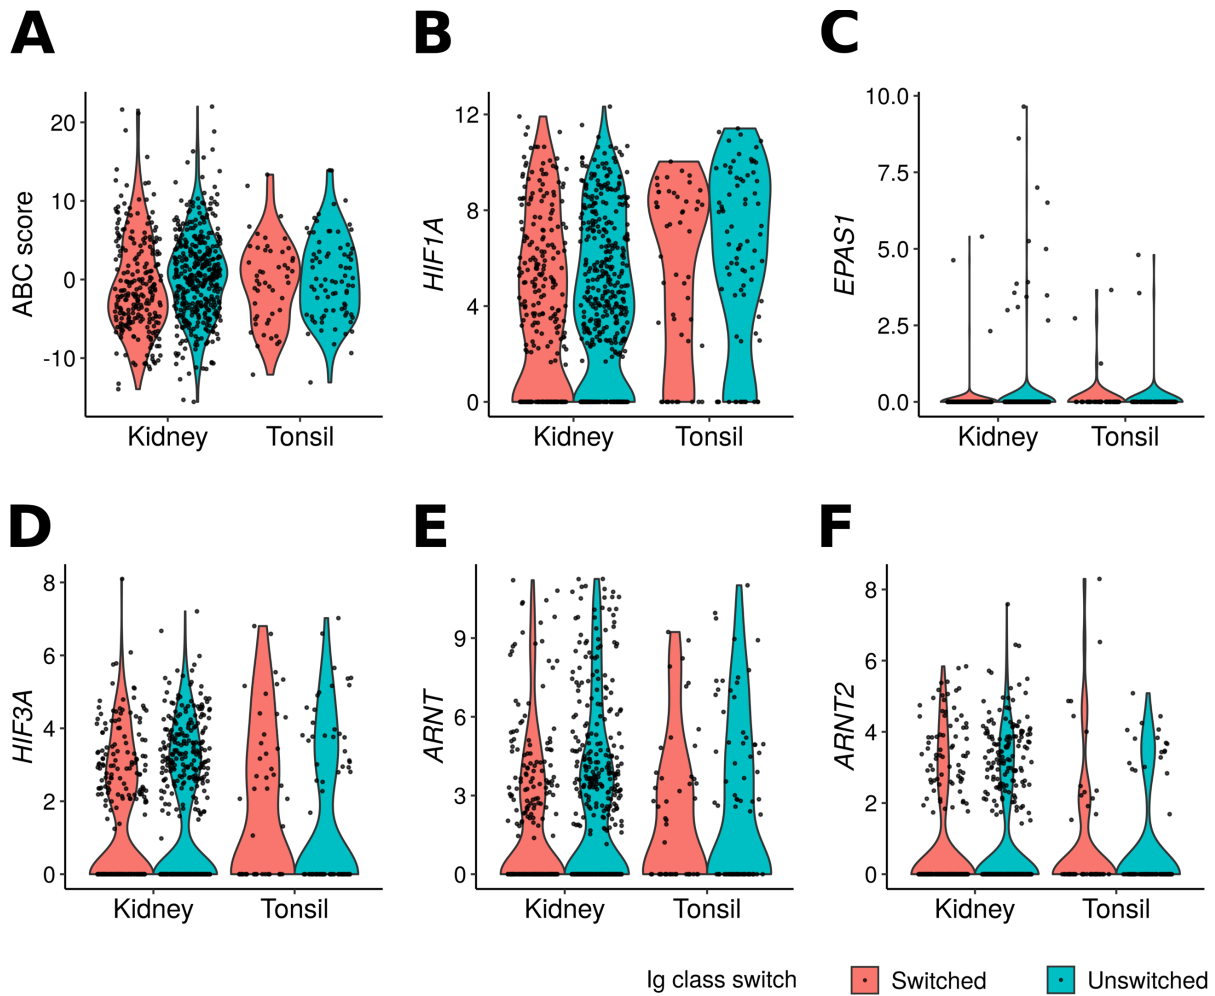 A
B
C
ABC score
20
10
0
-10
Kidney
Tonsil
HIF1A
12
8
4
0
Kidney
Tonsil
EPAS1
10.0
7.5
5.0
2.5
0.0
Kidney
Tonsil
D
E
F
HIF3A
8
6
4
2
0
Kidney
Tonsil
ARNT
9
6
3
0
Kidney
Tonsil
ARNT2
8
6
4
2
0
Kidney
Tonsil
Ig class switch
Switched
Unswitched